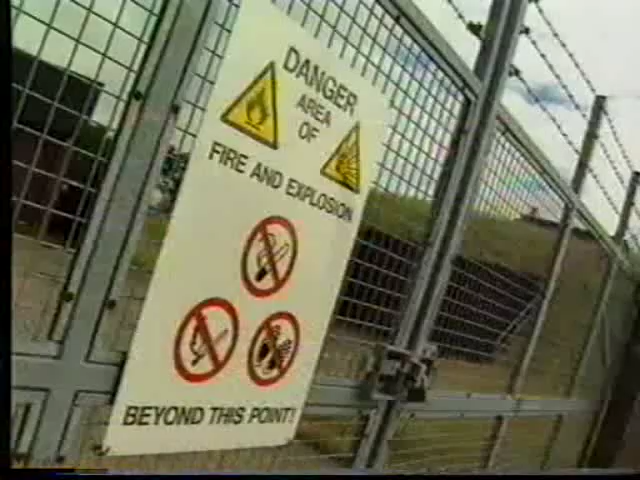 DANGER
AREA
OF
FIRE AND EXPLOSION
BEYOND THIS POINT!